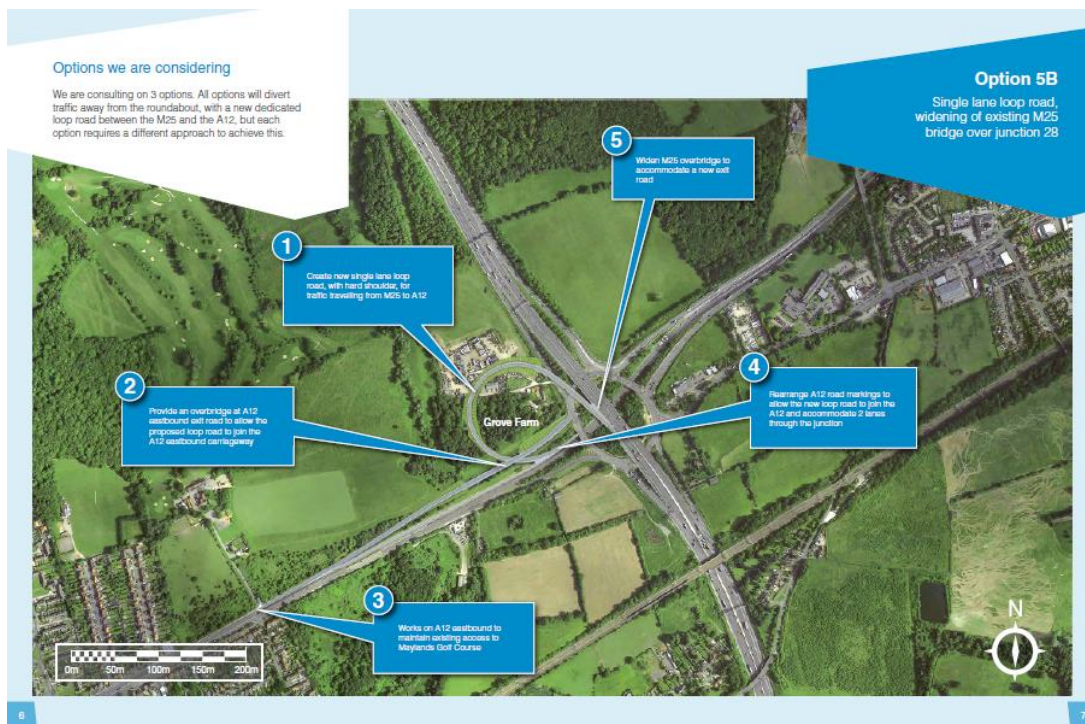 Options we are considering
We are consulting on 3 options. All options will divert
traffic away from the roundabout, with a new dedicated
loop road between the M25 and the A12, but each
option requires a different approach to achieve this.
Option 5B
Single lane loop road,
widening of existing M25
bridge over junction 28
5
Widen M25 overbridge to
accommodate a new exit
road
1
Create new single lane loop
road, with hard shoulder, for
traffic travelling from M25 to A12
2
Provide an overbridge at A12
eastbound exit road to allow the
proposed loop road to join the
A12 eastbound carriageway
4
Rearrange A12 road markings to
allow the new loop road to join the
A12 and accommodate 2 lanes
through the junction
Grove Farm
3
Works on A12 eastbound to
maintain existing access to
Maylands Golf Course
N
0m 50m 100m 150m 200m
6
7